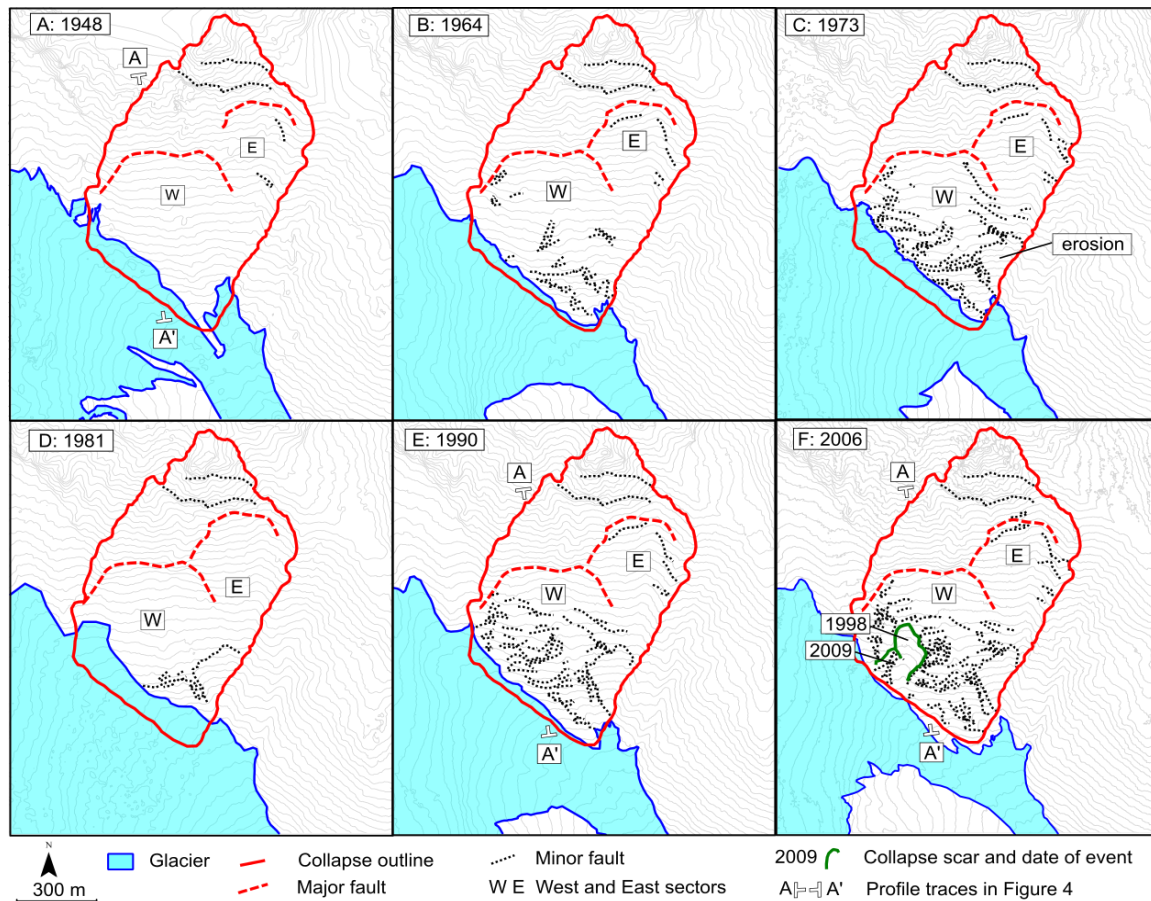 A: 1948
A
E
W
A'
B: 1964
E
W
C: 1973
E
W
erosion
D: 1981
E
W
E: 1990
A
E
W
A'
F: 2006
A
E
W
1998
2009
A'
N
300 m
Glacier
Collapse outline
Major fault
Minor fault
W E West and East sectors
2009 Collapse scar and date of event
A A' Profile traces in Figure 4